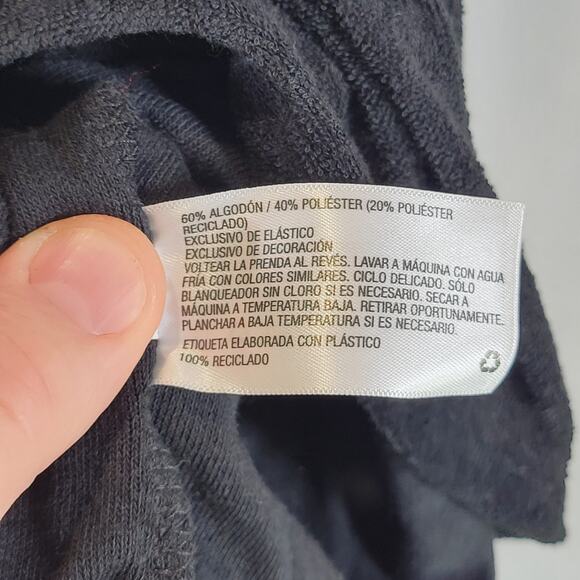 60% ALGODÓN / 40% POLIÉSTER (20% POLIÉSTER
RECICLADO)
EXCLUSIVO DE ELÁSTICO
EXCLUSIVO DE DECORACIÓN
VOLTEAR LA PRENDA AL REVÉS. LAVAR A MÁQUINA CON AGUA
FRÍA CON COLORES SIMILARES. CICLO DELICADO. SÓLO
BLANQUEADOR SIN CLORO SI ES NECESARIO. SECAR A
MÁQUINA A TEMPERATURA BAJA. RETIRAR OPORTUNAMENTE.
PLANCHAR A BAJA TEMPERATURA SI ES NECESARIO.
ETIQUETA ELABORADA CON PLÁSTICO
100% RECICLADO